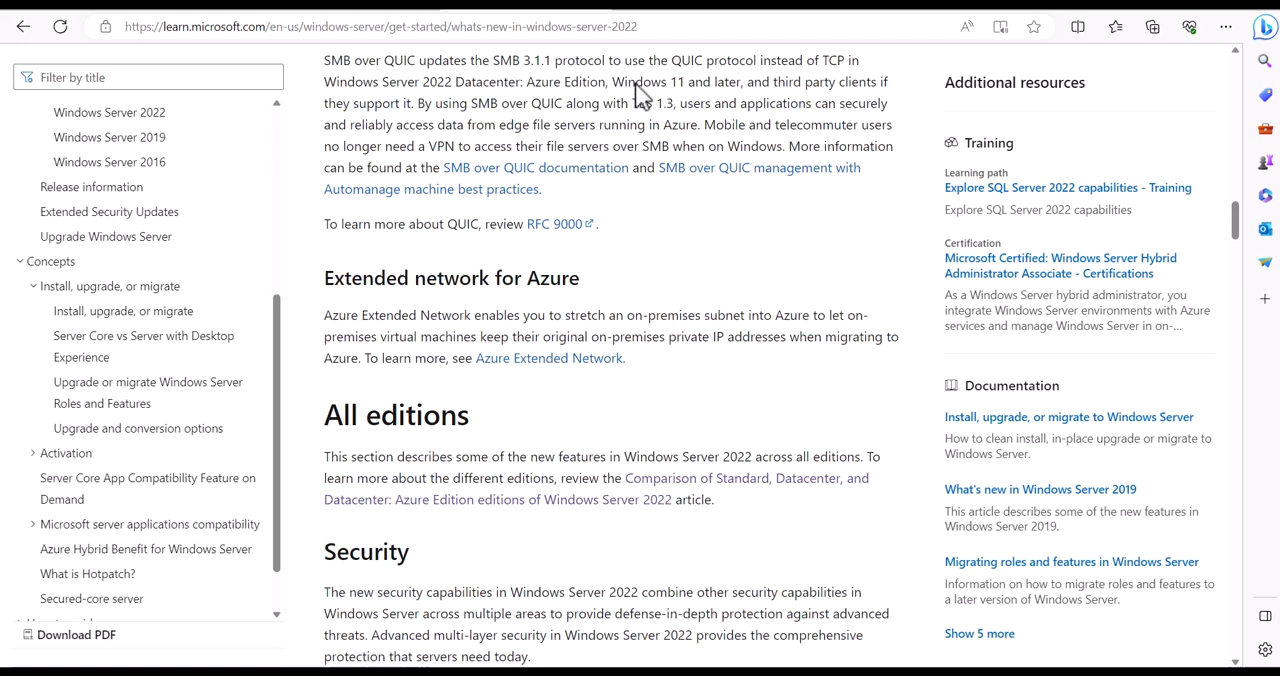 https://learn.microsoft.com/en-us/windows-server/get-started/whats-new-in-windows-server-2022
Filter by title
Windows Server 2022
Windows Server 2019
Windows Server 2016
Release information
Extended Security Updates
Upgrade Windows Server
Concepts
Install, upgrade, or migrate
Install, upgrade, or migrate
Server Core vs Server with Desktop
Experience
Upgrade or migrate Windows Server
Roles and Features
Upgrade and conversion options
Activation
Server Core App Compatibility Feature on
Demand
Microsoft server applications compatibility
Azure Hybrid Benefit for Windows Server
What is Hotpatch?
Secured-core server
Download PDF
SMB over QUIC updates the SMB 3.1.1 protocol to use the QUIC protocol instead of TCP in
Windows Server 2022 Datacenter: Azure Edition, Windows 11 and later, and third party clients if
they support it. By using SMB over QUIC along with 1.3, users and applications can securely
and reliably access data from edge file servers running in Azure. Mobile and telecommuter users
no longer need a VPN to access their file servers over SMB when on Windows. More information
can be found at the SMB over QUIC documentation and SMB over QUIC management with
Automanage machine best practices.
To learn more about QUIC, review RFC 9000.
Extended network for Azure
Azure Extended Network enables you to stretch an on-premises subnet into Azure to let on-
premises virtual machines keep their original on-premises private IP addresses when migrating to
Azure. To learn more, see Azure Extended Network.
All editions
This section describes some of the new features in Windows Server 2022 across all editions. To
learn more about the different editions, review the Comparison of Standard, Datacenter, and
Datacenter: Azure Edition editions of Windows Server 2022 article.
Security
The new security capabilities in Windows Server 2022 combine other security capabilities in
Windows Server across multiple areas to provide defense-in-depth protection against advanced
threats. Advanced multi-layer security in Windows Server 2022 provides the comprehensive
protection that servers need today.
Additional resources
Training
Learning path
Explore SQL Server 2022 capabilities - Training
Explore SQL Server 2022 capabilities
Certification
Microsoft Certified: Windows Server Hybrid
Administrator Associate - Certifications
As a Windows Server hybrid administrator, you
integrate Windows Server environments with Azure
services and manage Windows Server in on-...
Documentation
Install, upgrade, or migrate to Windows Server
How to clean install, in-place upgrade or migrate to
Windows Server.
What's new in Windows Server 2019
This article describes some of the new features in
Windows Server 2019.
Migrating roles and features in Windows Server
Information on how to migrate roles and features to
a later version of Windows Server.
Show 5 more